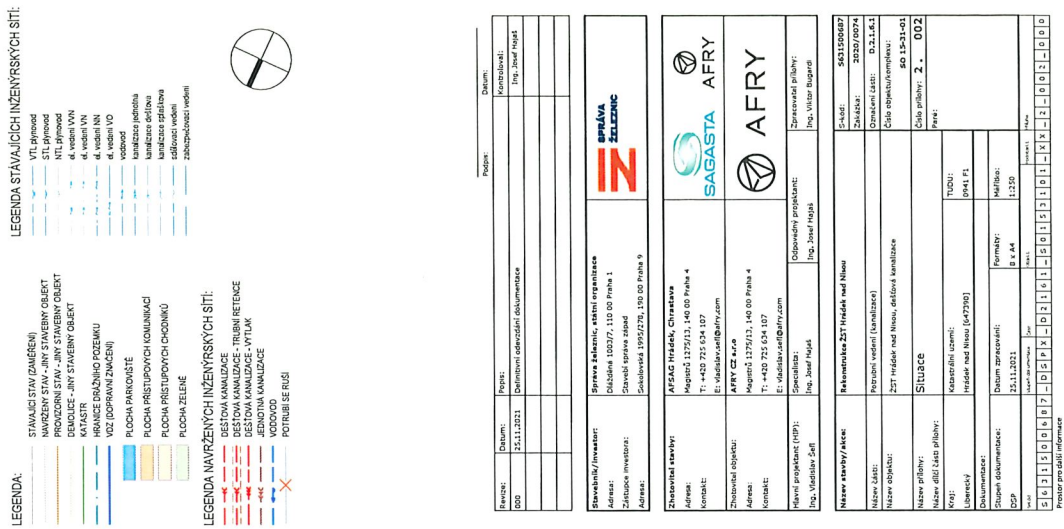 LEGENDA:
STÁVAJÍCÍ STAV (ZAMĚŘENÍ)
NAVRŽENÝ STAV - JINÝ STAVEBNÝ OBJEKT
PROVIZORNÍ STAV - JINÝ STAVEBNÝ OBJEKT
DEMOLICE - JINÝ STAVEBNÝ OBJEKT
KATASTR
HRANICE DRÁŽNÍHO POZEMKU
VDZ (DOPRAVNÍ ZNAČENÍ)
PLOCHA PARKOVIŠTĚ
PLOCHA PŘÍSTUPOVÝCH KOMUNIKACÍ
PLOCHA PŘÍSTUPOVÝCH CHODNÍKŮ
PLOCHA ZELENĚ
LEGENDA NAVRŽENÝCH INŽENÝRSKÝCH SÍTÍ:
DEŠŤOVÁ KANALIZACE
DEŠŤOVÁ KANALIZACE - TRUBNÍ RETENCE
DEŠŤOVÁ KANALIZACE - VÝTLAK
JEDNOTNÁ KANALIZACE
VODOVOD
POTRUBÍ SE RUŠÍ
LEGENDA STÁVAJÍCÍCH INŽENÝRSKÝCH SÍTÍ:
VTL plynovod
STL plynovod
NTL plynovod
el. vedení VVN
el. vedení VN
el. vedení NN
el. vedení VO
vodovod
kanalizace jednotná
kanalizace dešťová
kanalizace splašková
sdělovací vedení
zabezpečovací vedení
Podpis: Datum:
Revize: Datum: Popis: Kontroloval:
000 25.11.2021 Definitivní odevzdání dokumentace Ing. Josef Hajaš
Stavebník/investor: Správa železnic, státní organizace
Adresa: Dlážděná 1003/7, 110 00 Praha 1
Zástupce investora: Stavební správa západ
Adresa: Sokolovská 1955/278, 190 00 Praha 9
SPRÁVA ŽELEZNIC
Zhotovitel stavby: AFSAG Hrádek, Chrastava
Adresa: Magistrů 1275/13, 140 00 Praha 4
Kontakt: T: +420 725 634 107
E: vladislav.sefl@afry.com
SAGASTA AFRY
Zhotovitel objektu: AFRY CZ s.r.o
Adresa: Magistrů 1275/13, 140 00 Praha 4
Kontakt: T: +420 725 634 107
E: vladislav.sefl@afry.com
AFRY
Hlavní projektant (HIP): Specialista: Odpovědný projektant: Zpracovatel přílohy:
Ing. Vladislav Šefl Ing. Josef Hajaš Ing. Josef Hajaš Ing. Viktor Bugardi
Název stavby/akce: Rekonstrukce ŽST Hrádek nad Nisou
S-kód: S631500687
Zakázka: 2020/0074
Název části: Potrubní vedení (kanalizace)
Označení části: D.2.1.6.1
Název objektu: ŽST Hrádek nad Nisou, dešťová kanalizace
Číslo objektu/komplexu: SO 15-31-01
Název přílohy: Situace
Číslo přílohy: 2. 002
Název dílčí části přílohy:
Paré:
Kraj: Katastrální území: TUDU:
Liberecký Hrádek nad Nisou [647390] 0941 F1
Dokumentace:
Stupeň dokumentace: Datum zpracování: Formáty: Měřítko:
DSP 25.11.2021 8 x A4 1:250
S631500687_DSPX_D2161_SO153101_XX_2_002_000
Prostor pro další informace